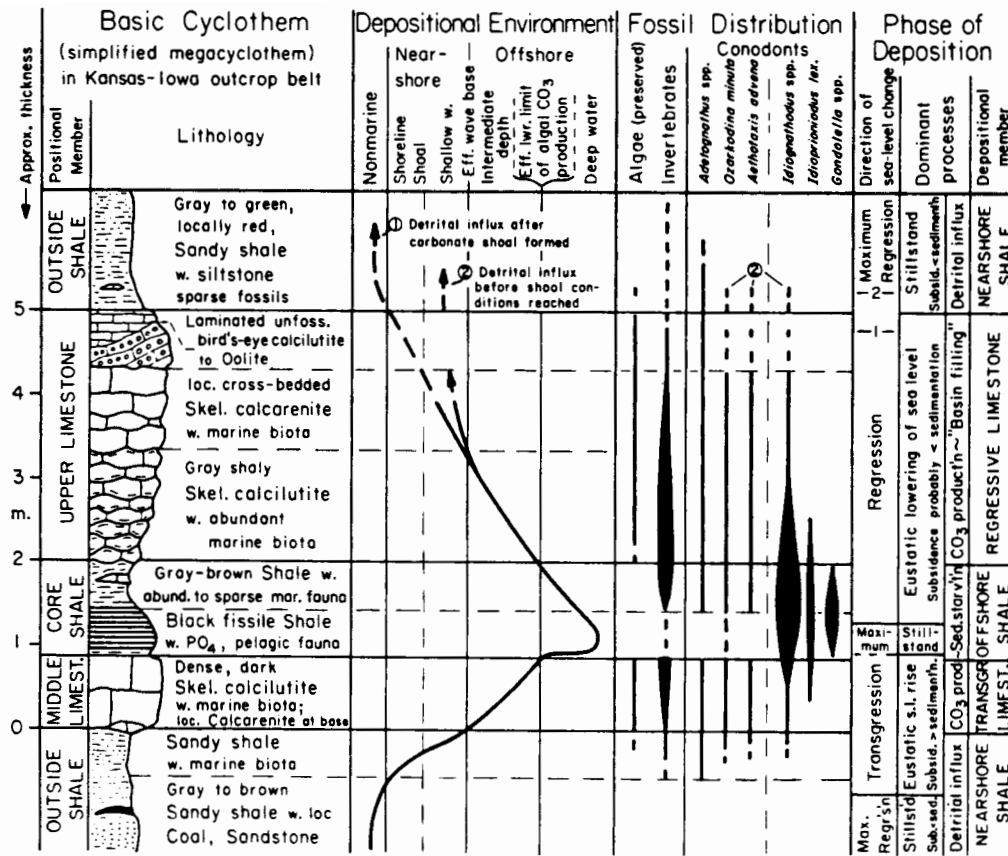 Basic Cyclothem
(simplified megacyclothem)
in Kansas-Iowa outcrop belt
Approx. thickness
Positional
Member
Lithology
Depositional Environment
Near-
shore
Offshore
Nonmarine
Shoreline
Shoal
Shallow w.
Eff. wave base
Intermediate
depth
Eff. lwr. limit
of algal CO3
production
Deep water
Fossil Distribution
Conodonts
Algae (preserved)
Invertebrates
Adetognathus spp.
Ozarkodina minuta
Aethotaxis advena
Idiognathodus spp.
Idioprioniodus lex.
Gondolella spp.
Phase of
Deposition
Direction of
sea-level change
Dominant
processes
Depositional
member
OUTSIDE
SHALE
Gray to green,
locally red,
Sandy shale
w. siltstone
sparse fossils
① Detrital influx after
carbonate shoal formed
② Detrital influx
before shoal con-
ditions reached
②
Maximum
Regression
-2-
-1-
Stillstand
Subsid.<sediment'n
Detrital influx
NEARSHORE
SHALE
5
4
3
m.
2
1
0
UPPER LIMESTONE
Laminated unfoss.
bird's-eye calcilutite
to Oolite
loc. cross-bedded
Skel. calcarenite
w. marine biota
Gray shaly
Skel. calcilutite
w. abundant
marine biota
Regression
Eustatic lowering of sea level
Subsidence probably < sedimentation
CO3 product'n~"Basin filling"
REGRESSIVE LIMESTONE
CORE
SHALE
Gray-brown Shale w.
abund. to sparse mar. fauna
Black fissile Shale
w. PO4, pelagic fauna
Maxi-
mum
Still-
stand
~Sed.starv'n
OFFSHORE
SHALE
MIDDLE
LIMEST.
Dense, dark
Skel. calcilutite
w. marine biota;
loc. Calcarenite at base
Transgression
Eustatic s.l. rise
Subsid. > sediment'n.
CO3 prod.
TRANSGR.
LIMEST.
OUTSIDE
SHALE
Sandy shale
w. marine biota
Gray to brown
Sandy shale w. loc
Coal, Sandstone
Max.
Regr's'n
Stillst'd
Sub.<sed.
Detrital influx
NEARSHORE
SHALE